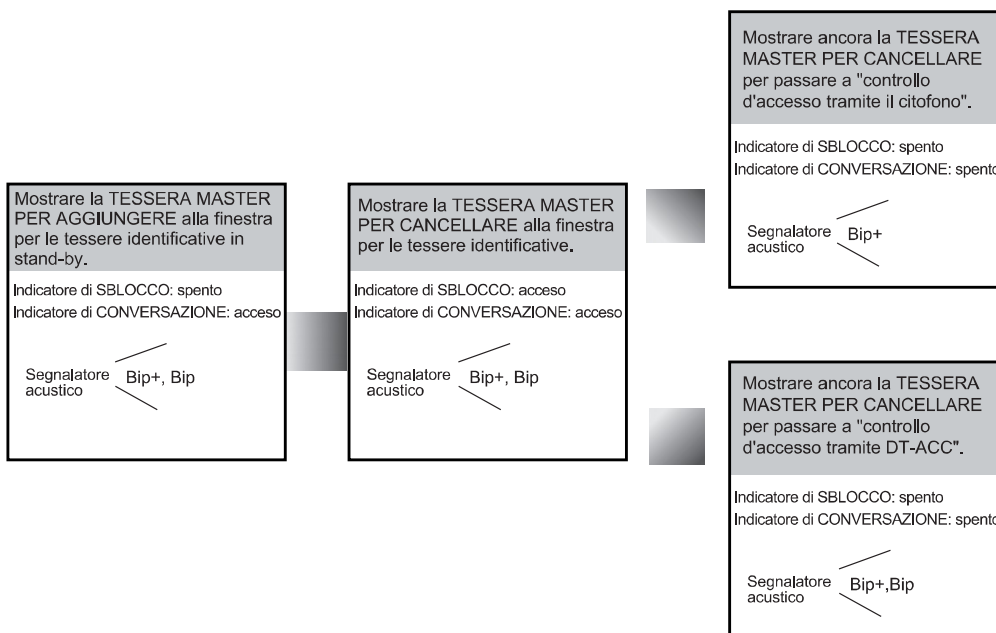 Mostrare la TESSERA MASTER
PER AGGIUNGERE alla finestra
per le tessere identificative in
stand-by.
Indicatore di SBLOCCO: spento
Indicatore di CONVERSAZIONE: acceso
Segnalatore
acustico
Bip+, Bip
Mostrare la TESSERA MASTER
PER CANCELLARE alla finestra
per le tessere identificative.
Indicatore di SBLOCCO: acceso
Indicatore di CONVERSAZIONE: acceso
Segnalatore
acustico
Bip+, Bip
Mostrare ancora la TESSERA
MASTER PER CANCELLARE
per passare a "controllo
d'accesso tramite il citofono".
Indicatore di SBLOCCO: spento
Indicatore di CONVERSAZIONE: spento
Segnalatore
acustico
Bip+
Mostrare ancora la TESSERA
MASTER PER CANCELLARE
per passare a "controllo
d'accesso tramite DT-ACC".
Indicatore di SBLOCCO: spento
Indicatore di CONVERSAZIONE: spento
Segnalatore
acustico
Bip+,Bip